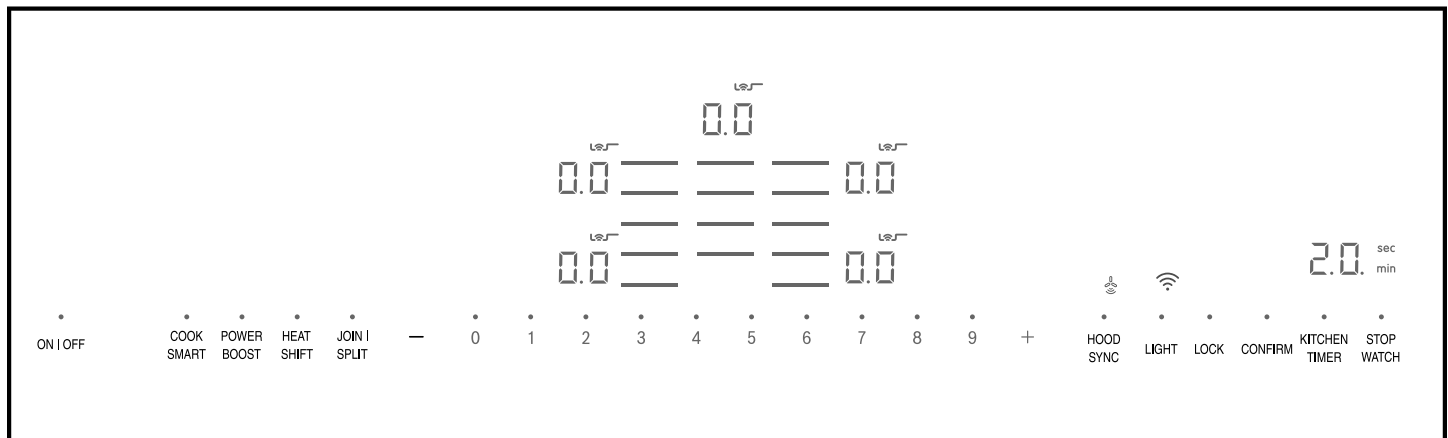 0.0
0.0 0.0
0.0 0.0
2.0. sec
min
ON | OFF
COOK
SMART
POWER
BOOST
HEAT
SHIFT
JOIN |
SPLIT
— 0 1 2 3 4 5 6 7 8 9 +
HOOD
SYNC
LIGHT
LOCK
CONFIRM
KITCHEN
TIMER
STOP
WATCH